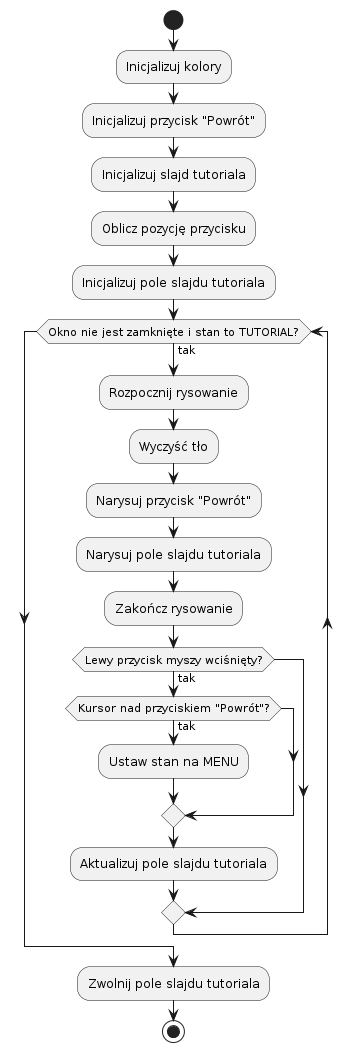 Inicjalizuj kolory
Inicjalizuj przycisk "Powrót"
Inicjalizuj slajd tutoriala
Oblicz pozycję przycisku
Inicjalizuj pole slajdu tutoriala
Okno nie jest zamknięte i stan to TUTORIAL?
tak
Rozpocznij rysowanie
Wyczyść tło
Narysuj przycisk "Powrót"
Narysuj pole slajdu tutoriala
Zakończ rysowanie
Lewy przycisk myszy wciśnięty?
tak
Kursor nad przyciskiem "Powrót"?
tak
Ustaw stan na MENU
Aktualizuj pole slajdu tutoriala
Zwolnij pole slajdu tutoriala